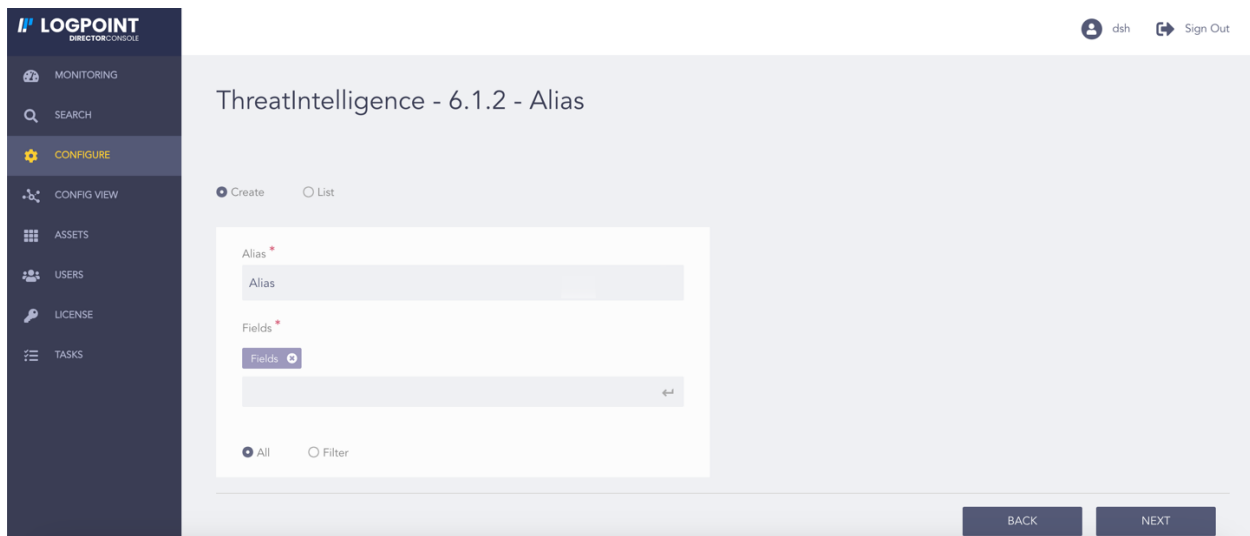 LOGPOINT
DIRECTORCONSOLE
dsh
Sign Out
MONITORING
SEARCH
CONFIGURE
CONFIG VIEW
ASSETS
USERS
LICENSE
TASKS
ThreatIntelligence - 6.1.2 - Alias
Create List
Alias *
Alias
Fields *
Fields
All Filter
BACK NEXT